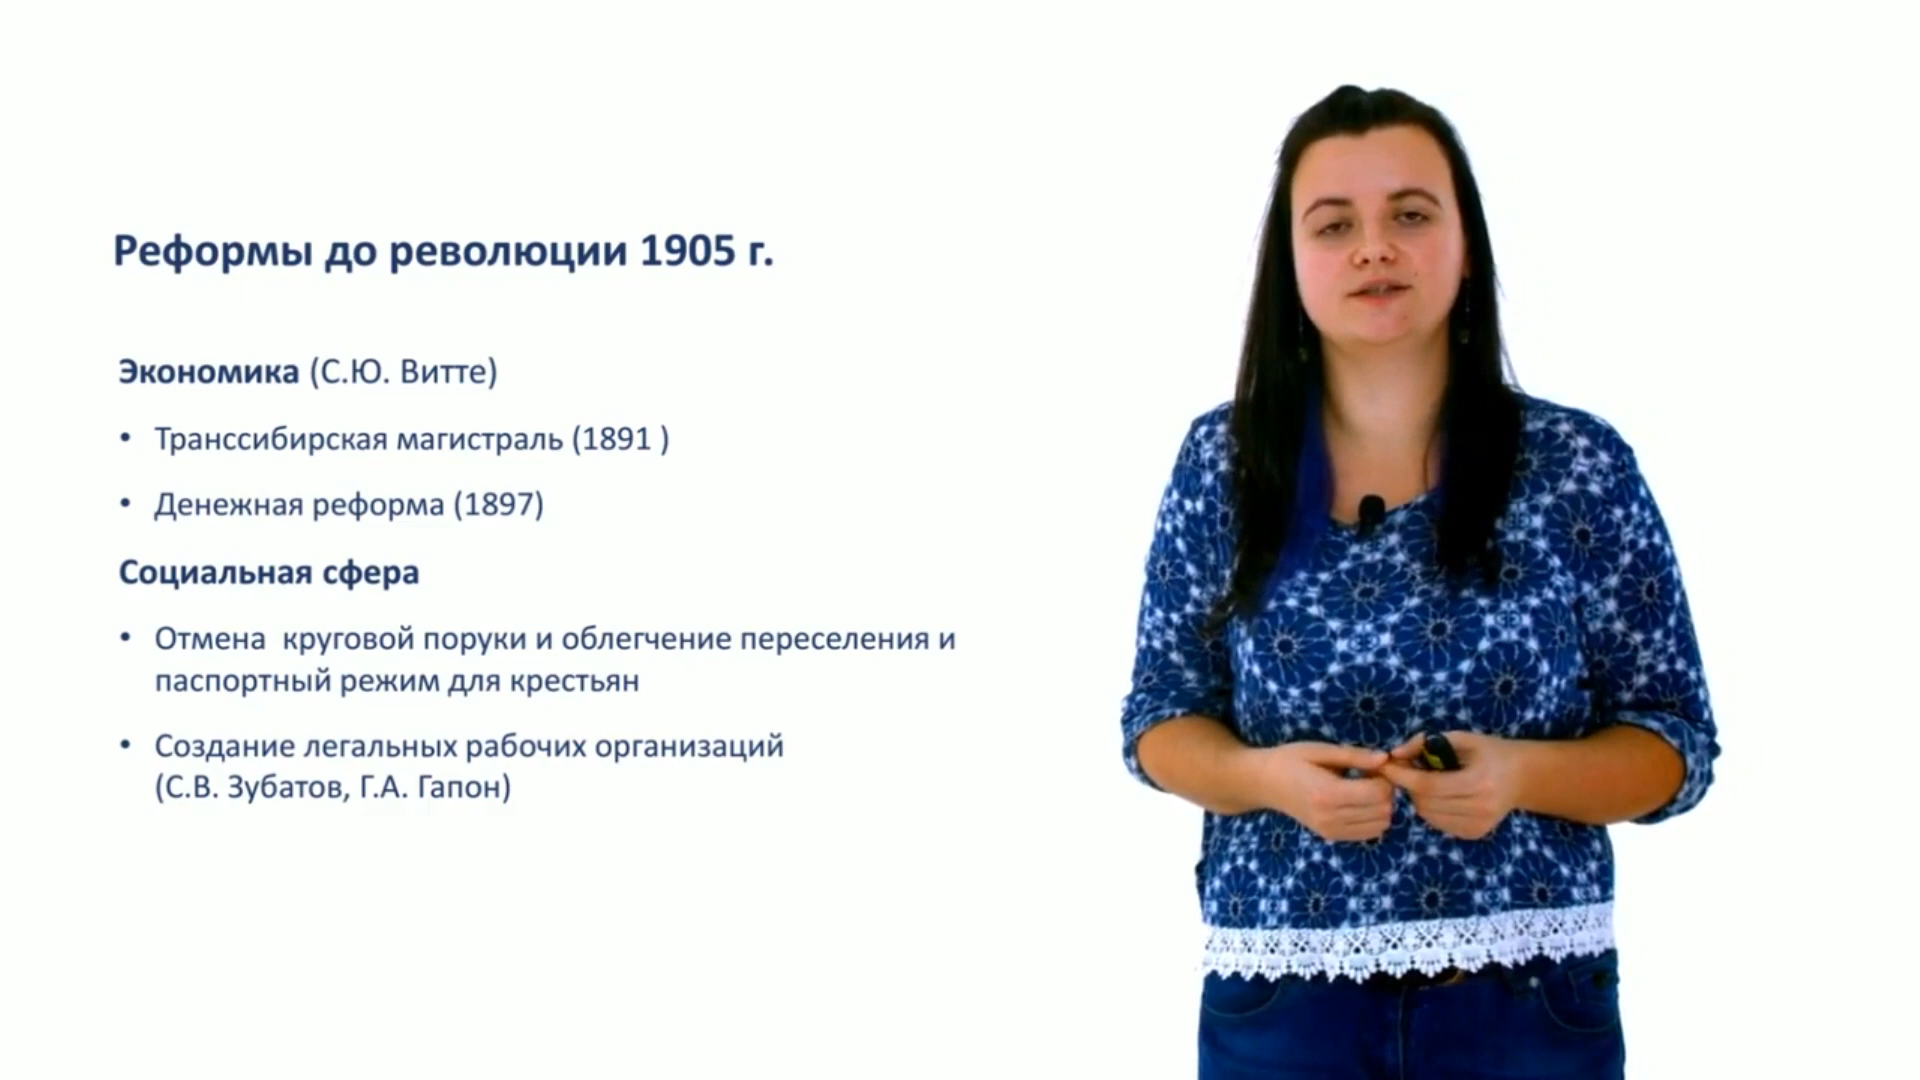 Реформы до революции 1905 г.
Экономика (С.Ю. Витте)
• Транссибирская магистраль (1891 )
• Денежная реформа (1897)
Социальная сфера
• Отмена  круговой поруки и облегчение переселения и
паспортный режим для крестьян
• Создание легальных рабочих организаций
(С.В. Зубатов, Г.А. Гапон)